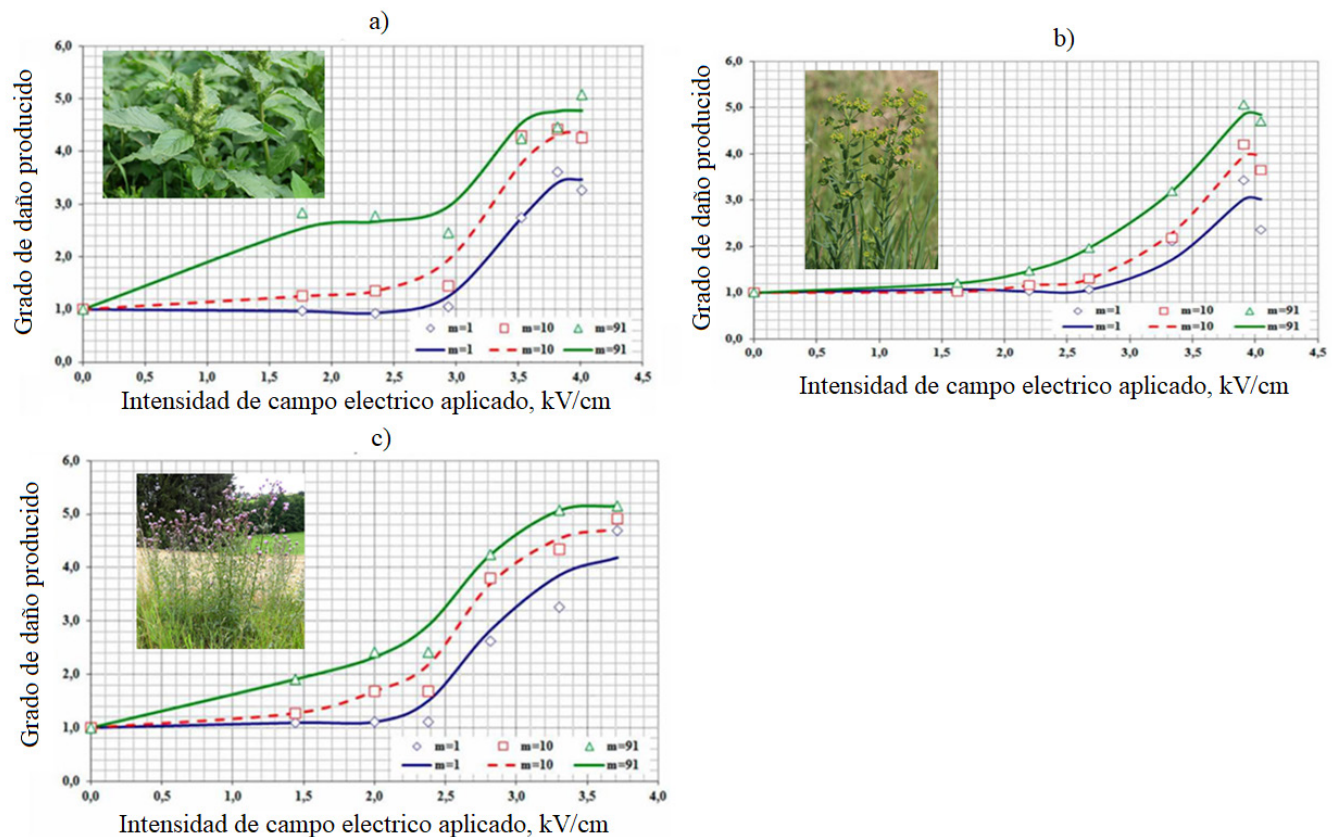 a)
Grado de daño producido
6,0
5,0
4,0
3,0
2,0
1,0
0,0
m=1 m=10 m=91
m=1 m=10 m=91
0,0 0,5 1,0 1,5 2,0 2,5 3,0 3,5 4,0 4,5
Intensidad de campo electrico aplicado, kV/cm
b)
Grado de daño producido
6,0
5,0
4,0
3,0
2,0
1,0
0,0
m=1 m=10 m=91
m=1 m=10 m=91
0,0 0,5 1,0 1,5 2,0 2,5 3,0 3,5 4,0 4,5
Intensidad de campo electrico aplicado, kV/cm
c)
Grado de daño producido
6,0
5,0
4,0
3,0
2,0
1,0
0,0
m=1 m=10 m=91
m=1 m=10 m=91
0,0 0,5 1,0 1,5 2,0 2,5 3,0 3,5 4,0
Intensidad de campo electrico aplicado, kV/cm